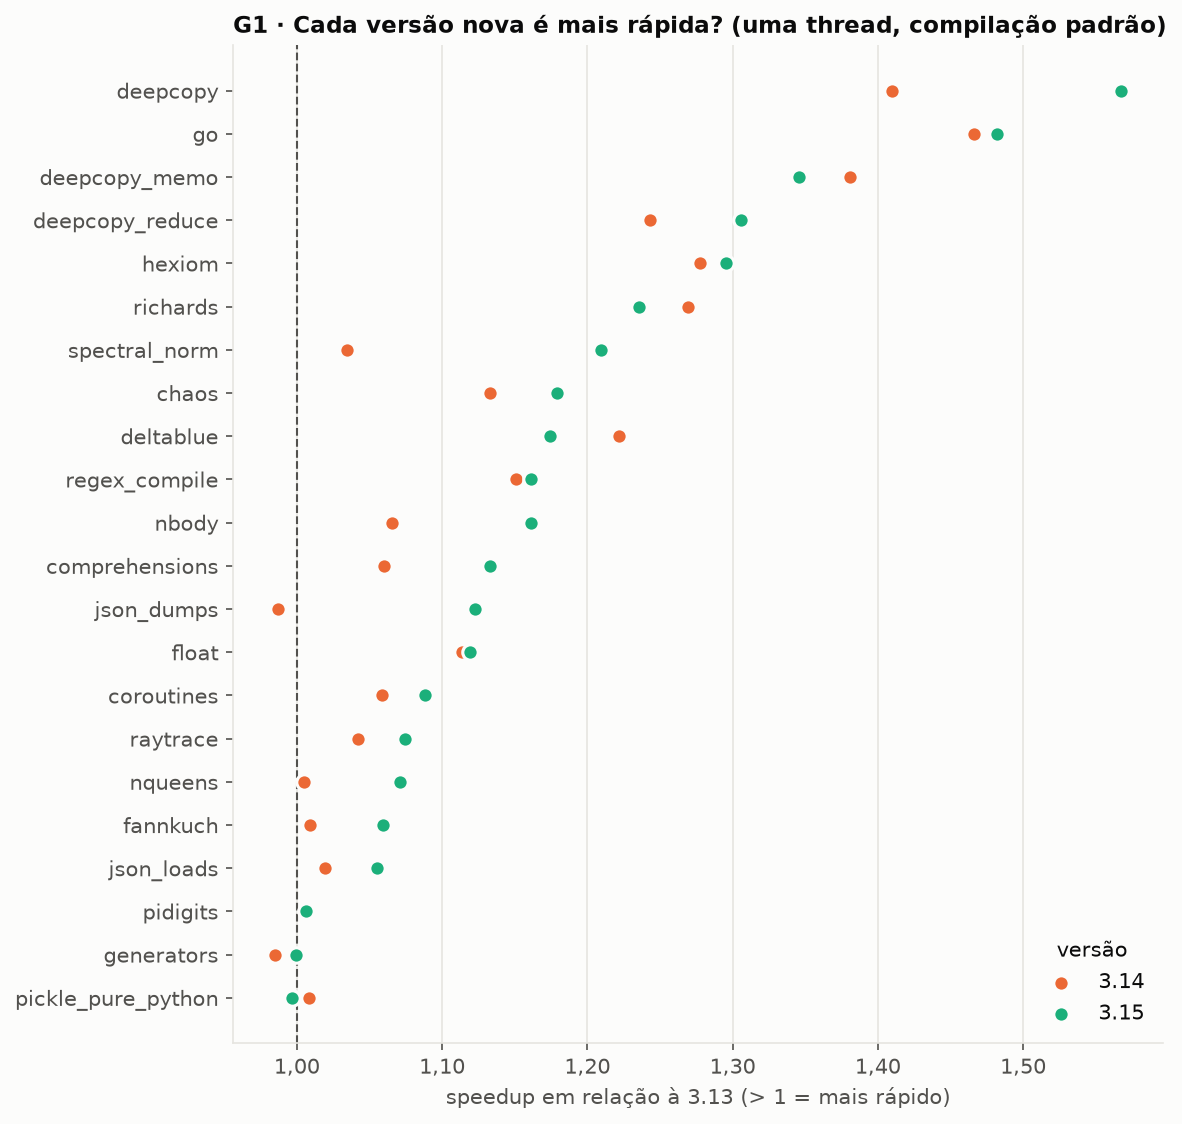 G1 · Cada versão nova é mais rápida? (uma thread, compilação padrão)
deepcopy
go
deepcopy_memo
deepcopy_reduce
hexiom
richards
spectral_norm
chaos
deltablue
regex_compile
nbody
comprehensions
json_dumps
float
coroutines
raytrace
nqueens
fannkuch
json_loads
pidigits
generators
pickle_pure_python
versão
3.14
3.15
1,00 1,10 1,20 1,30 1,40 1,50
speedup em relação à 3.13 (> 1 = mais rápido)